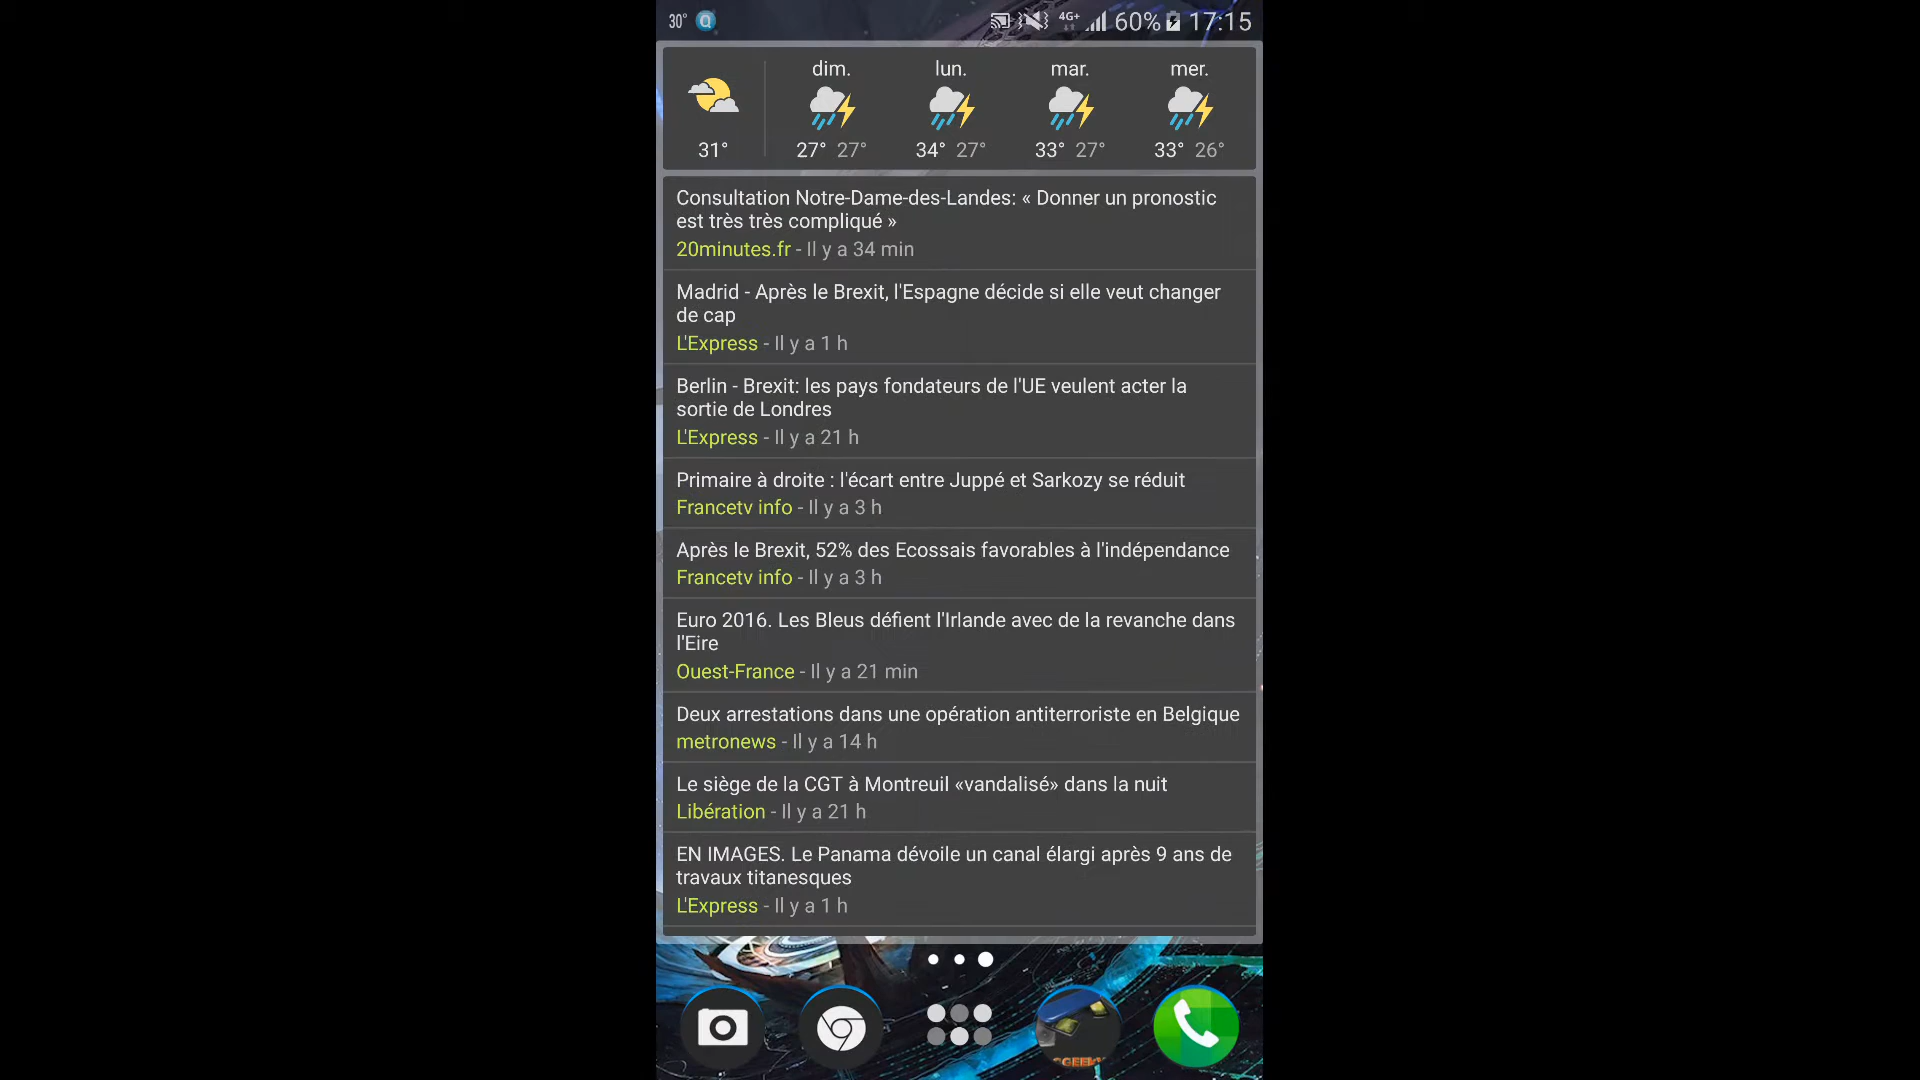 30° Q 4G+ 60% 17:15
dim. lun. mar. mer.
31° 27° 27° 34° 27° 33° 27° 33° 26°
Consultation Notre-Dame-des-Landes: « Donner un pronostic
est très très compliqué »
20minutes.fr - Il y a 34 min
Madrid - Après le Brexit, l'Espagne décide si elle veut changer
de cap
L'Express - Il y a 1 h
Berlin - Brexit: les pays fondateurs de l'UE veulent acter la
sortie de Londres
L'Express - Il y a 21 h
Primaire à droite : l'écart entre Juppé et Sarkozy se réduit
Francetv info - Il y a 3 h
Après le Brexit, 52% des Ecossais favorables à l'indépendance
Francetv info - Il y a 3 h
Euro 2016. Les Bleus défient l'Irlande avec de la revanche dans
l'Eire
Ouest-France - Il y a 21 min
Deux arrestations dans une opération antiterroriste en Belgique
metronews - Il y a 14 h
Le siège de la CGT à Montreuil «vandalisé» dans la nuit
Libération - Il y a 21 h
EN IMAGES. Le Panama dévoile un canal élargi après 9 ans de
travaux titanesques
L'Express - Il y a 1 h